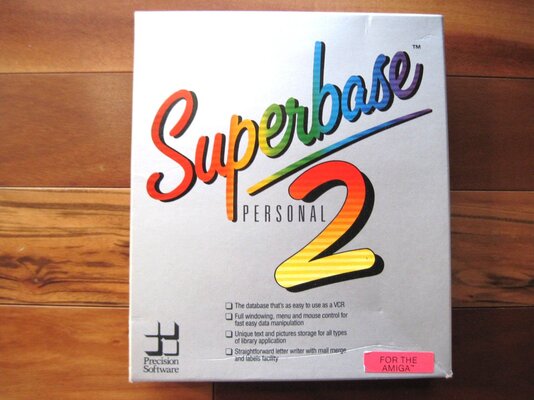 Superbase™
PERSONAL
2
❑ The database that's as easy to use as a VCR
❑ Full windowing, menu and mouse control for
fast easy data manipulation
❑ Unique text and pictures storage for all types
of library application
❑ Straightforward letter writer with mail merge
and labels facility
Precision
Software
FOR THE
AMIGA™